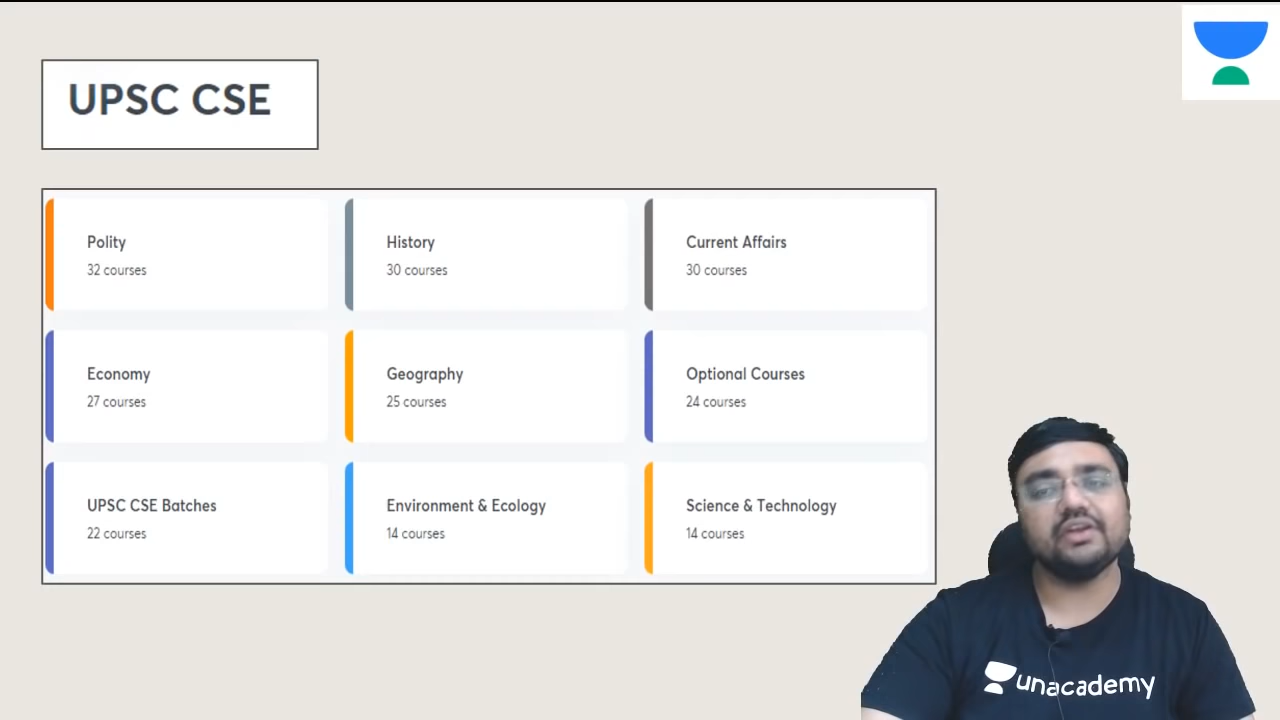 UPSC CSE
Polity
32 courses
History
30 courses
Current Affairs
30 courses
Economy
27 courses
Geography
25 courses
Optional Courses
24 courses
UPSC CSE Batches
22 courses
Environment & Ecology
14 courses
Science & Technology
14 courses
unacademy